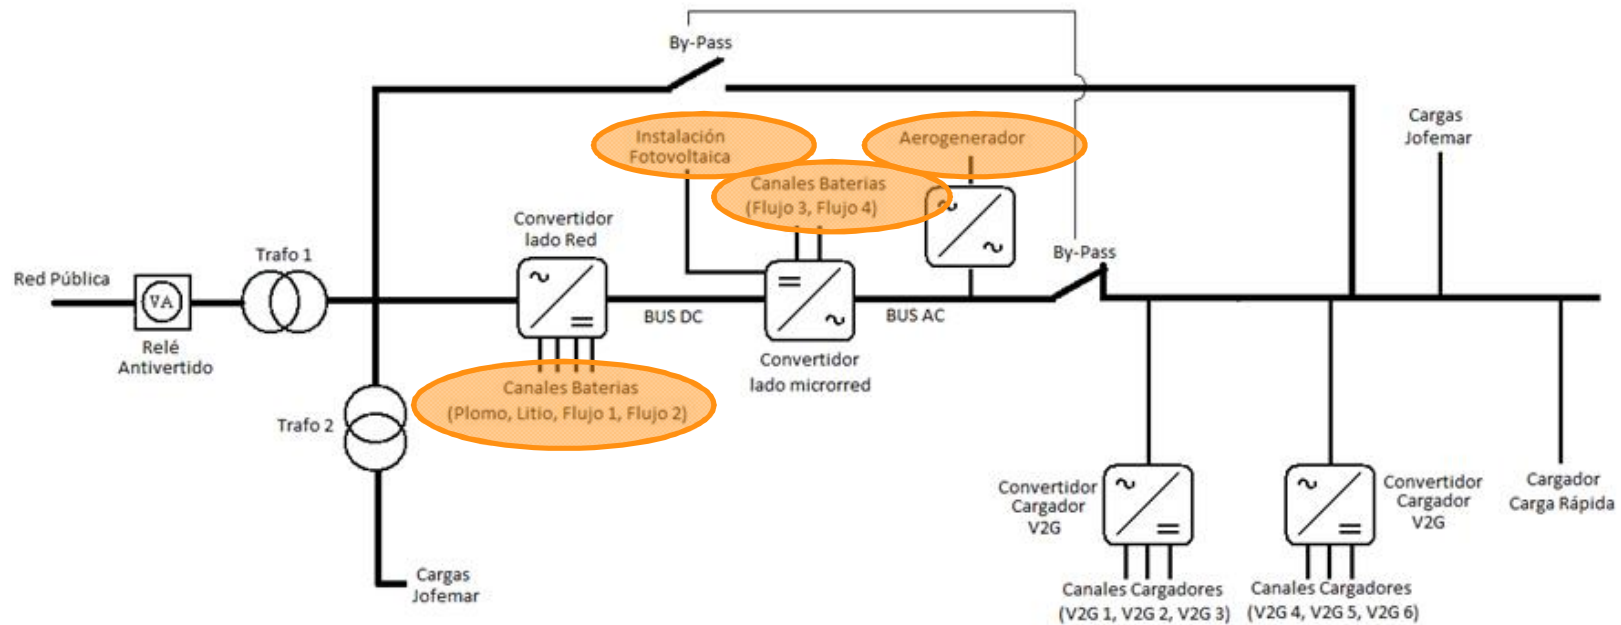 By-Pass
Instalación
Fotovoltaica
Aerogenerador
Canales Baterias
(Flujo 3, Flujo 4)
Cargas
Jofemar
Convertidor
lado Red
Trafo 1
Red Pública
VA
Relé
Antivertido
BUS DC
BUS AC
By-Pass
Convertidor
lado microrred
Canales Baterias
(Plomo, Litio, Flujo 1, Flujo 2)
Trafo 2
Cargas
Jofemar
Convertidor
Cargador
V2G
Convertidor
Cargador
V2G
Cargador
Carga Rápida
Canales Cargadores
(V2G 1, V2G 2, V2G 3)
Canales Cargadores
(V2G 4, V2G 5, V2G 6)